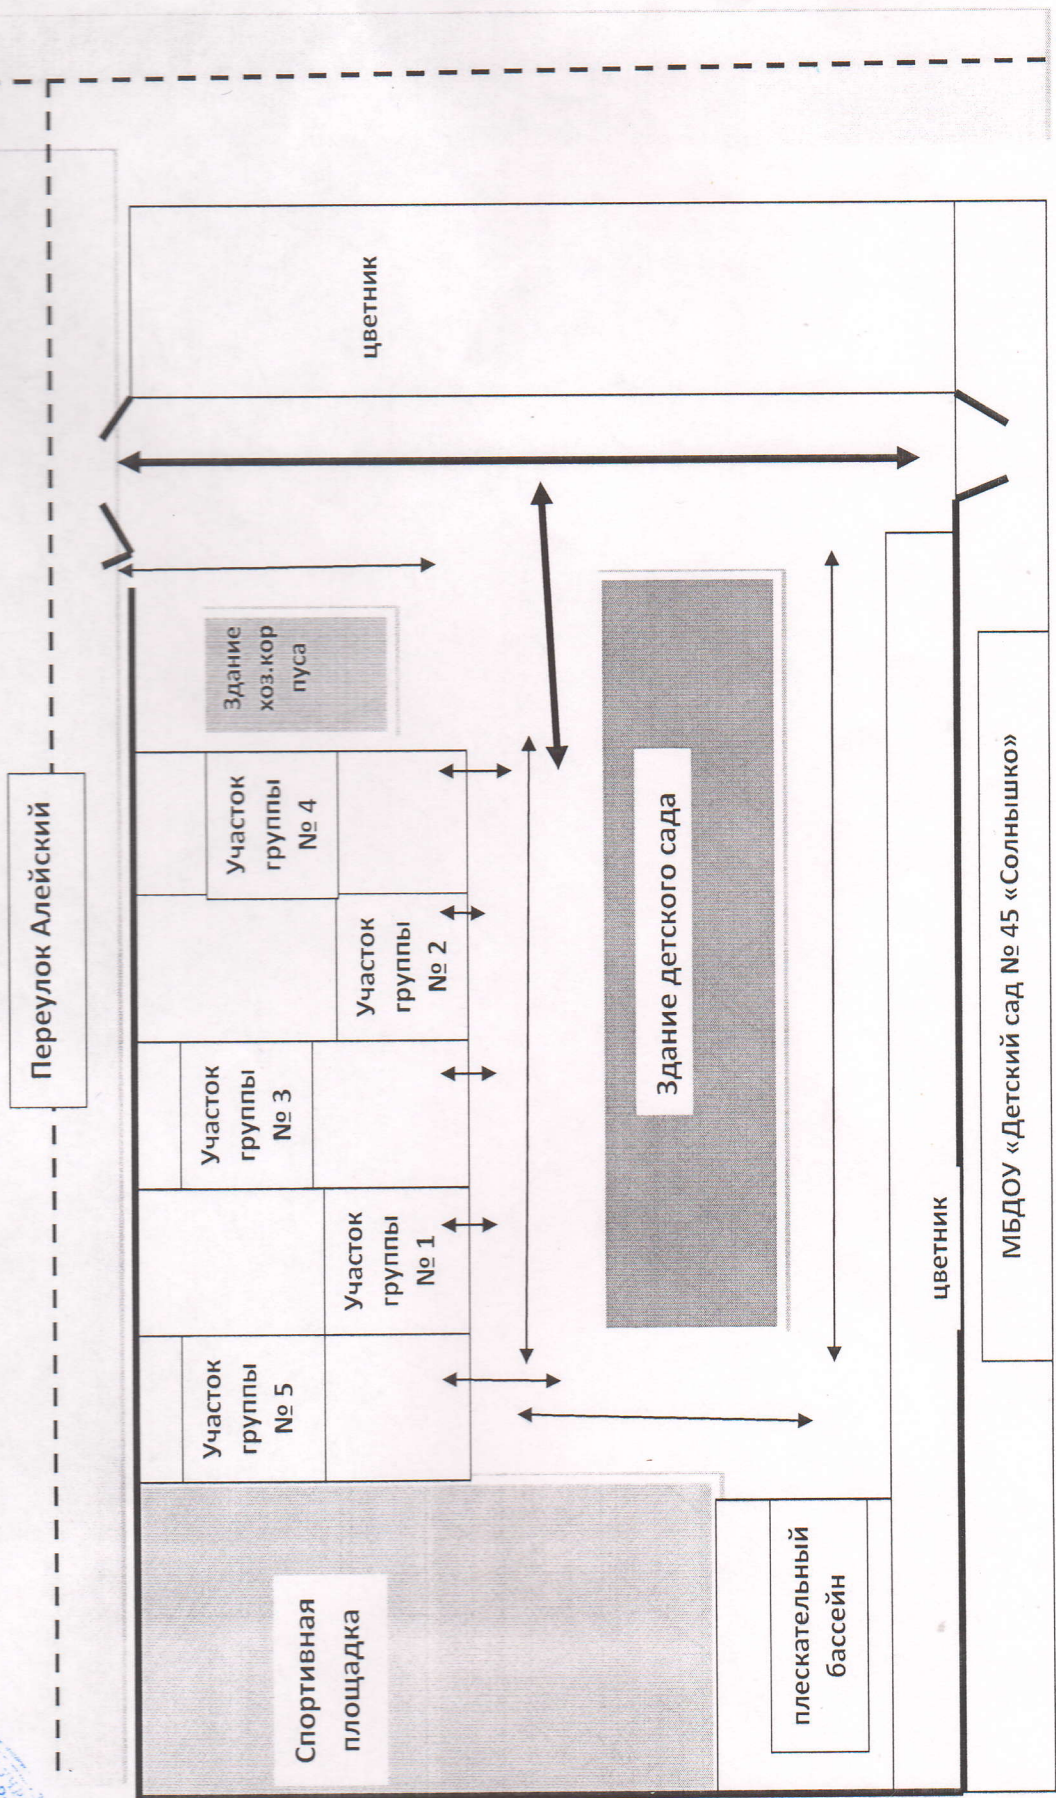 Переулок Алейский
цветник
Здание
хоз.кор
пуса
Участок
группы
№ 4
Участок
группы
№ 2
Участок
группы
№ 3
Участок
группы
№ 1
Участок
группы
№ 5
Спортивная
площадка
Здание детского сада
плескательный
бассейн
цветник
МБДОУ «Детский сад № 45 «Солнышко»